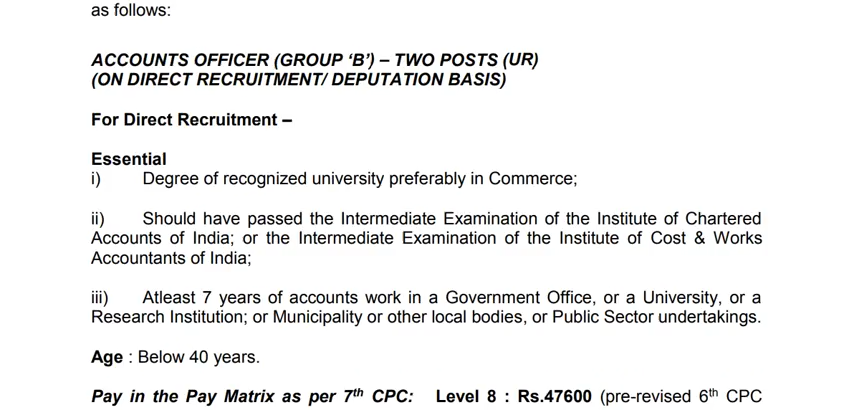 as follows:
ACCOUNTS OFFICER (GROUP ‘B’) – TWO POSTS (UR)
(ON DIRECT RECRUITMENT/ DEPUTATION BASIS)
For Direct Recruitment –
Essential
i) Degree of recognized university preferably in Commerce;
ii) Should have passed the Intermediate Examination of the Institute of Chartered
Accounts of India; or the Intermediate Examination of the Institute of Cost & Works
Accountants of India;
iii) Atleast 7 years of accounts work in a Government Office, or a University, or a
Research Institution; or Municipality or other local bodies, or Public Sector undertakings.
Age : Below 40 years.
Pay in the Pay Matrix as per 7th CPC: Level 8 : Rs.47600 (pre-revised 6th CPC